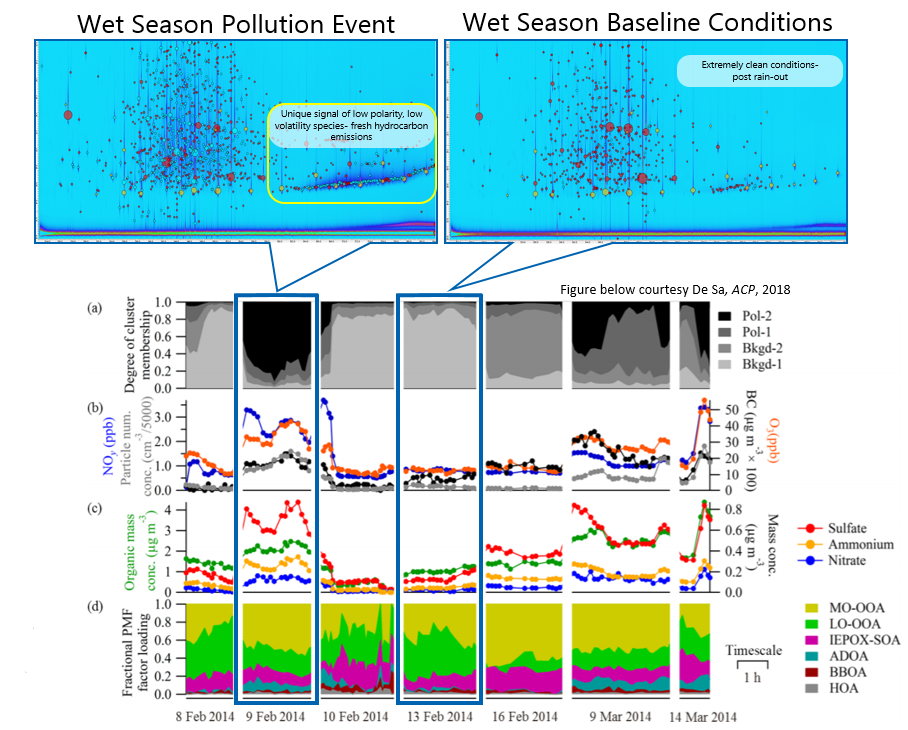 Wet Season Pollution Event
Wet Season Baseline Conditions
Unique signal of low polarity, low
volatility species- fresh hydrocarbon
emissions
Extremely clean conditions-
post rain-out
Figure below courtesy De Sa, ACP, 2018
(a)
Degree of cluster
membership
1.0
0.8
0.6
0.4
0.2
0.0
Pol-2
Pol-1
Bkgd-2
Bkgd-1
(b)
NOy (ppb)
Particle num.
conc. (cm-3/5000)
3.0
2.0
1.0
0.0
50
40
30
20
10
0
BC (µg m-3 × 100)
O3(ppb)
(c)
Organic mass
conc. (µg m-3)
4
3
2
1
0
0.8
0.6
0.4
0.2
0.0
Mass conc.
(µg m-3)
Sulfate
Ammonium
Nitrate
(d)
Fractional PMF
factor loading
1.0
0.8
0.6
0.4
0.2
0.0
MO-OOA
LO-OOA
IEPOX-SOA
ADOA
BBOA
HOA
Timescale
1 h
8 Feb 2014
9 Feb 2014
10 Feb 2014
13 Feb 2014
16 Feb 2014
9 Mar 2014
14 Mar 2014